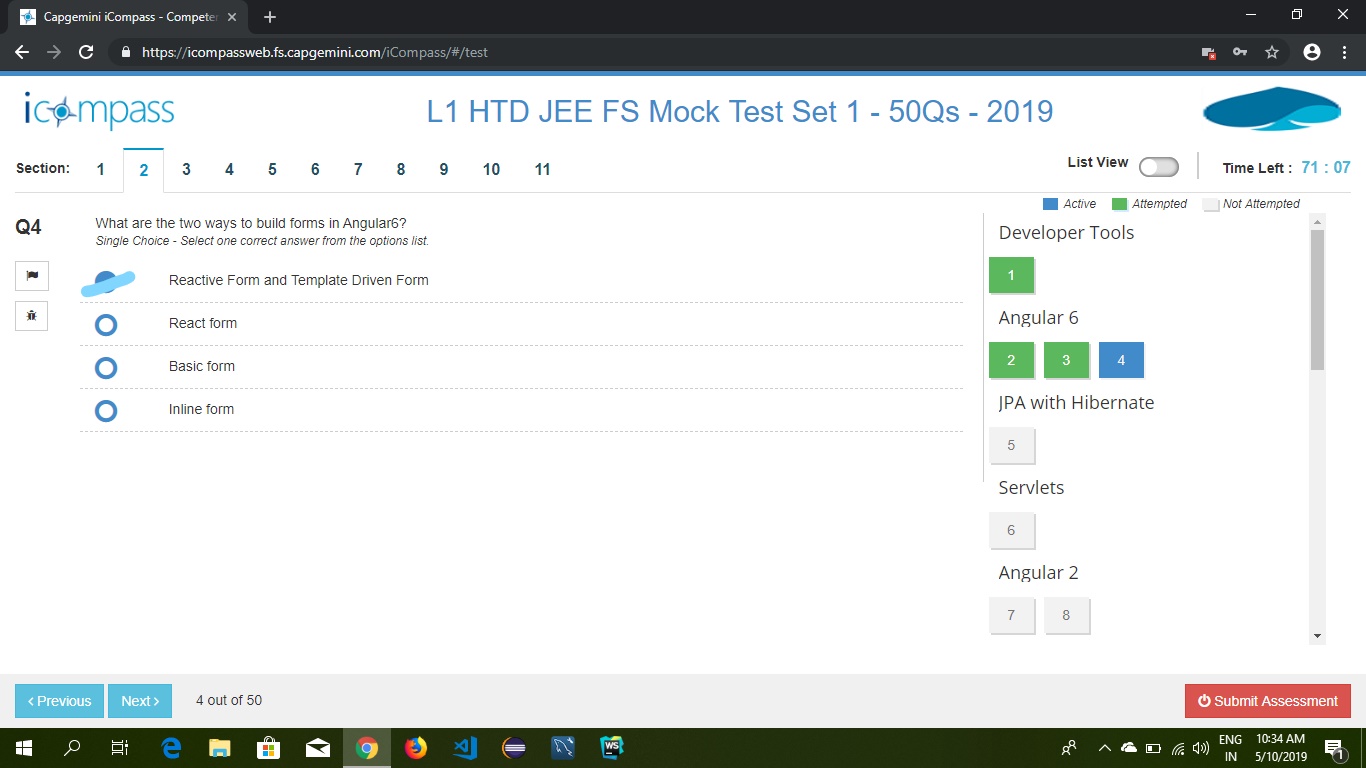 Capgemini iCompass - Competen
https://icompassweb.fs.capgemini.com/iCompass/#/test
icompass
L1 HTD JEE FS Mock Test Set 1 - 50Qs - 2019
Section: 1 2 3 4 5 6 7 8 9 10 11
List View
Time Left : 71 : 07
Active Attempted Not Attempted
Q4
What are the two ways to build forms in Angular6?
Single Choice - Select one correct answer from the options list.
Reactive Form and Template Driven Form
React form
Basic form
Inline form
Developer Tools
1
Angular 6
2 3 4
JPA with Hibernate
5
Servlets
6
Angular 2
7 8
Previous
Next
4 out of 50
Submit Assessment
WS
ENG
IN
10:34 AM
5/10/2019
1